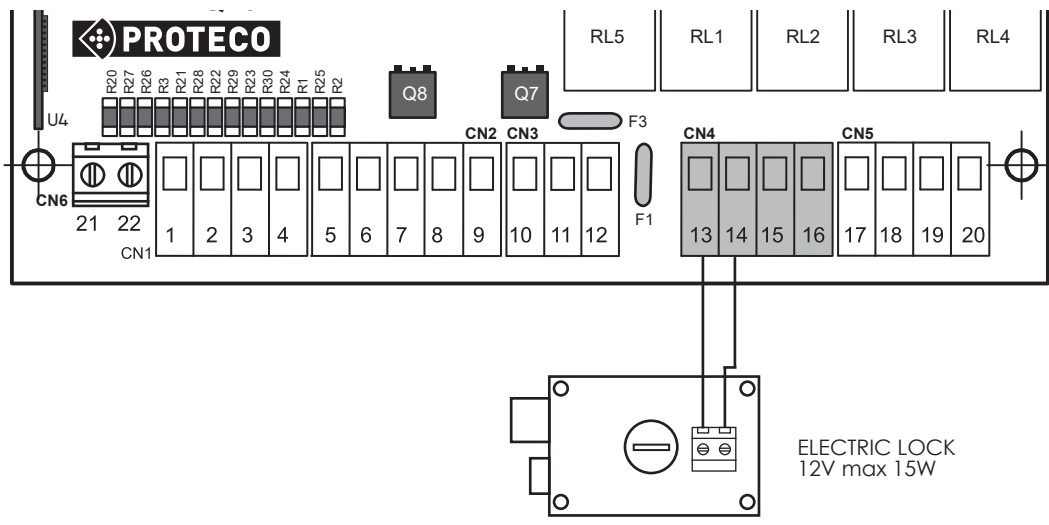 PROTECO
RL5 RL1 RL2 RL3 RL4
R20 R27 R26 R3 R21 R28 R22 R29 R23 R30 R24 R1 R25 R2
Q8 Q7
U4
F3
CN2 CN3 CN4 CN5
CN6
21 22
1 2 3 4 5 6 7 8 9 10 11 12
F1
13 14 15 16 17 18 19 20
CN1
ELECTRIC LOCK
12V max 15W